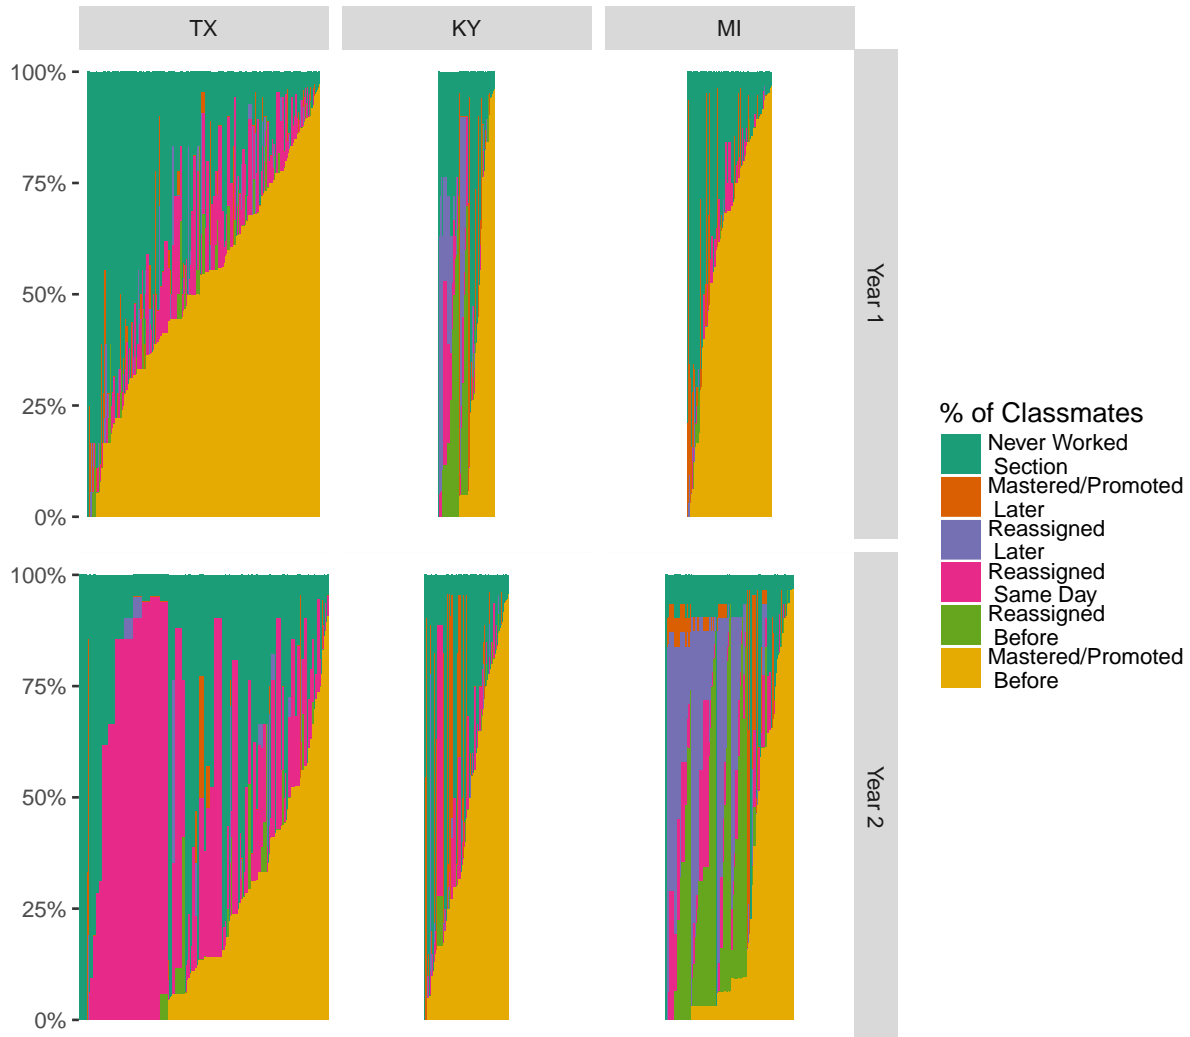 TX
KY
MI
100%
75%
50%
25%
0%
Year 1
100%
75%
50%
25%
0%
Year 2
% of Classmates
Never Worked
Section
Mastered/Promoted
Later
Reassigned
Later
Reassigned
Same Day
Reassigned
Before
Mastered/Promoted
Before